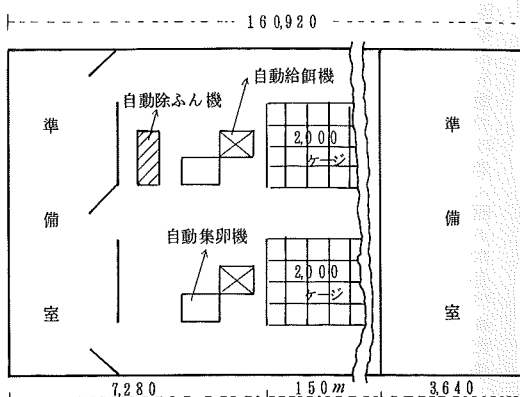 160,920
自動給餌機
自動除ふん機
準備室
2,000
ケージ
準備室
自動集卵機
2,000
ケージ
7,280
150m
3,640